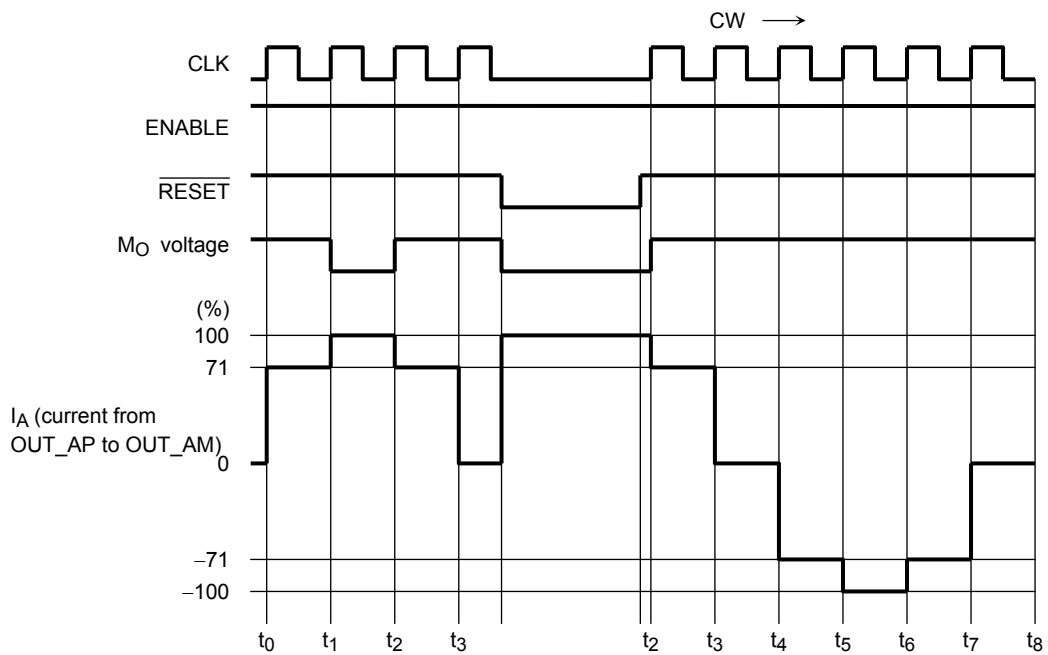 CW →
CLK
ENABLE
RESET
MO voltage
(%)
100
71
IA (current from
OUT_AP to OUT_AM)
0
−71
−100
t0 t1 t2 t3 t2 t3 t4 t5 t6 t7 t8